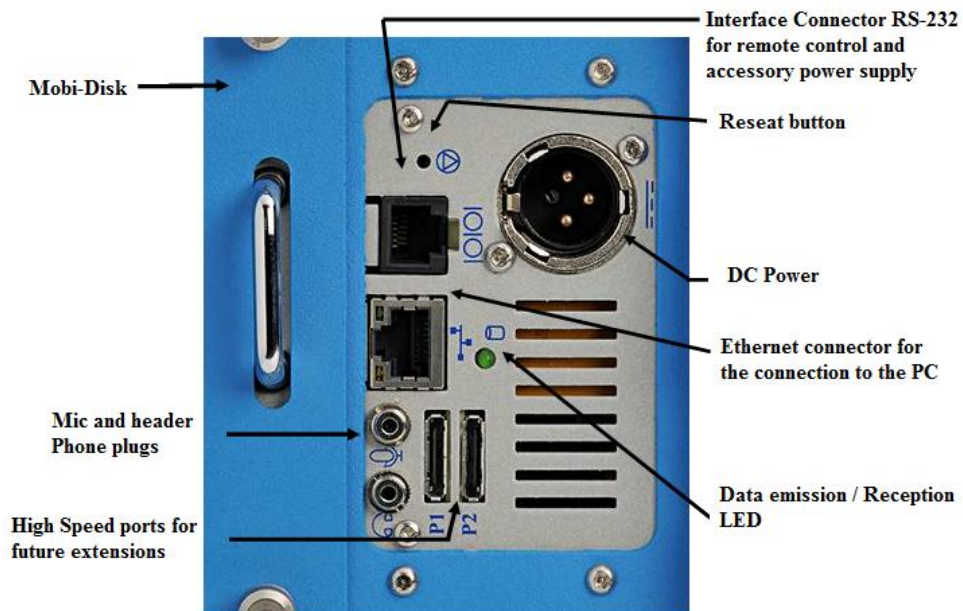 Interface Connector RS-232
for remote control and
accessory power supply
Mobi-Disk
Reseat button
DC Power
Ethernet connector for
the connection to the PC
Mic and header
Phone plugs
Data emission / Reception
LED
High Speed ports for
future extensions
IOIOI
P1
P2